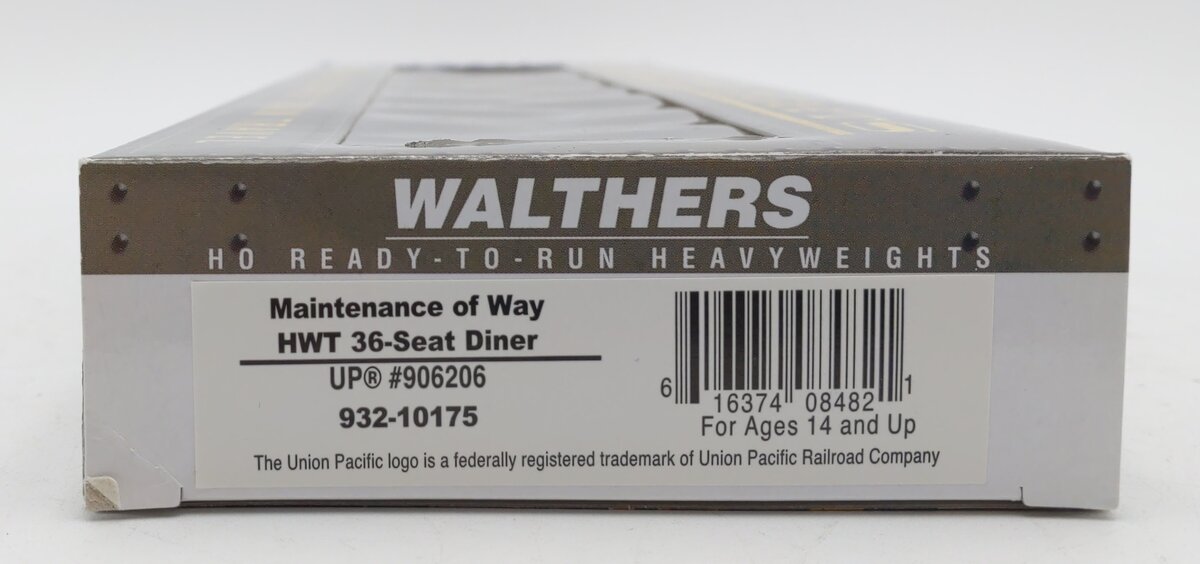 WALTHERS
HO READY-TO-RUN HEAVYWEIGHTS
Maintenance of Way
HWT 36-Seat Diner
UP® #906206
932-10175
6 16374 08482 1
For Ages 14 and Up
The Union Pacific logo is a federally registered trademark of Union Pacific Railroad Company